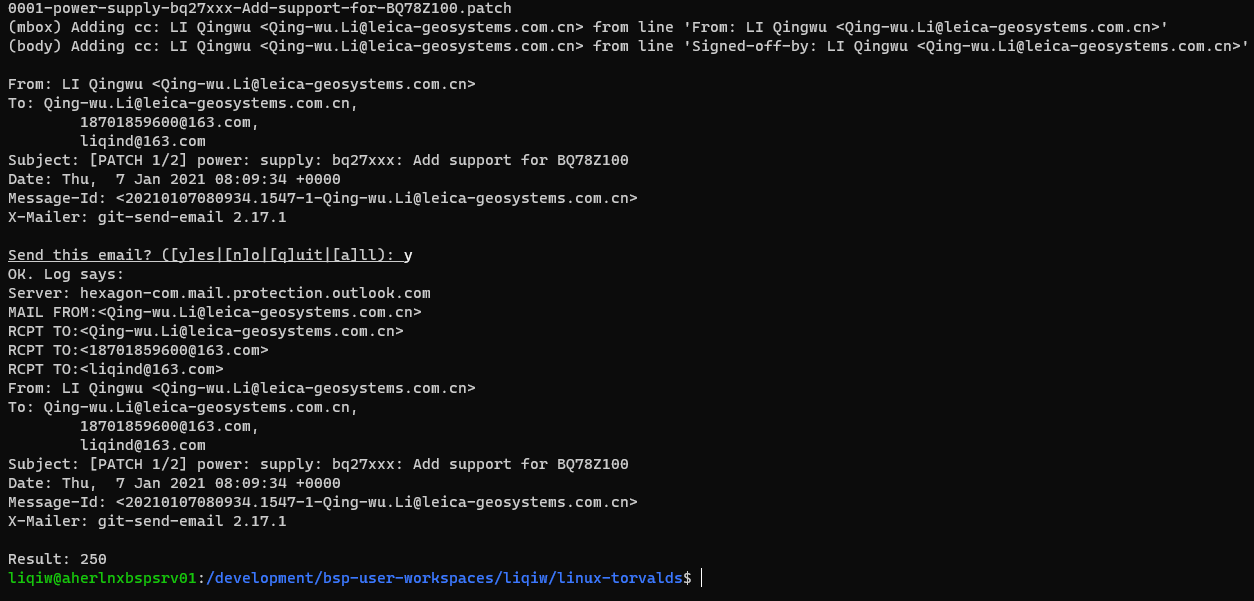 0001-power-supply-bq27xxx-Add-support-for-BQ78Z100.patch
(mbox) Adding cc: LI Qingwu <Qing-wu.Li@leica-geosystems.com.cn> from line 'From: LI Qingwu <Qing-wu.Li@leica-geosystems.com.cn>'
(body) Adding cc: LI Qingwu <Qing-wu.Li@leica-geosystems.com.cn> from line 'Signed-off-by: LI Qingwu <Qing-wu.Li@leica-geosystems.com.cn>'

From: LI Qingwu <Qing-wu.Li@leica-geosystems.com.cn>
To: Qing-wu.Li@leica-geosystems.com.cn,
        18701859600@163.com,
        liqind@163.com
Subject: [PATCH 1/2] power: supply: bq27xxx: Add support for BQ78Z100
Date: Thu,  7 Jan 2021 08:09:34 +0000
Message-Id: <20210107080934.1547-1-Qing-wu.Li@leica-geosystems.com.cn>
X-Mailer: git-send-email 2.17.1

Send this email? ([y]es|[n]o|[q]uit|[a]ll): y
OK. Log says:
Server: hexagon-com.mail.protection.outlook.com
MAIL FROM:<Qing-wu.Li@leica-geosystems.com.cn>
RCPT TO:<Qing-wu.Li@leica-geosystems.com.cn>
RCPT TO:<18701859600@163.com>
RCPT TO:<liqind@163.com>
From: LI Qingwu <Qing-wu.Li@leica-geosystems.com.cn>
To: Qing-wu.Li@leica-geosystems.com.cn,
        18701859600@163.com,
        liqind@163.com
Subject: [PATCH 1/2] power: supply: bq27xxx: Add support for BQ78Z100
Date: Thu,  7 Jan 2021 08:09:34 +0000
Message-Id: <20210107080934.1547-1-Qing-wu.Li@leica-geosystems.com.cn>
X-Mailer: git-send-email 2.17.1

Result: 250
liqiw@aherlnxbspsrv01:/development/bsp-user-workspaces/liqiw/linux-torvalds$